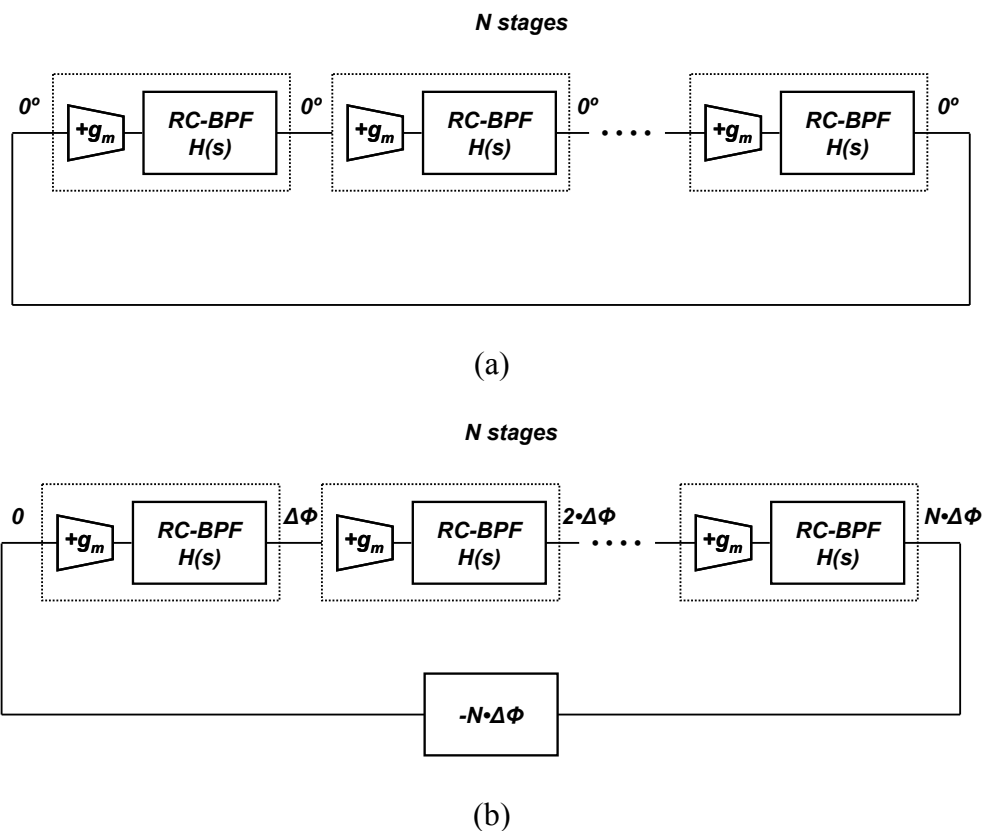 N stages
0º
+gm
RC-BPF
H(s)
0º
+gm
RC-BPF
H(s)
0º
+gm
RC-BPF
H(s)
0º
(a)
N stages
0
+gm
RC-BPF
H(s)
ΔΦ
+gm
RC-BPF
H(s)
2•ΔΦ
+gm
RC-BPF
H(s)
N•ΔΦ
-N•ΔΦ
(b)